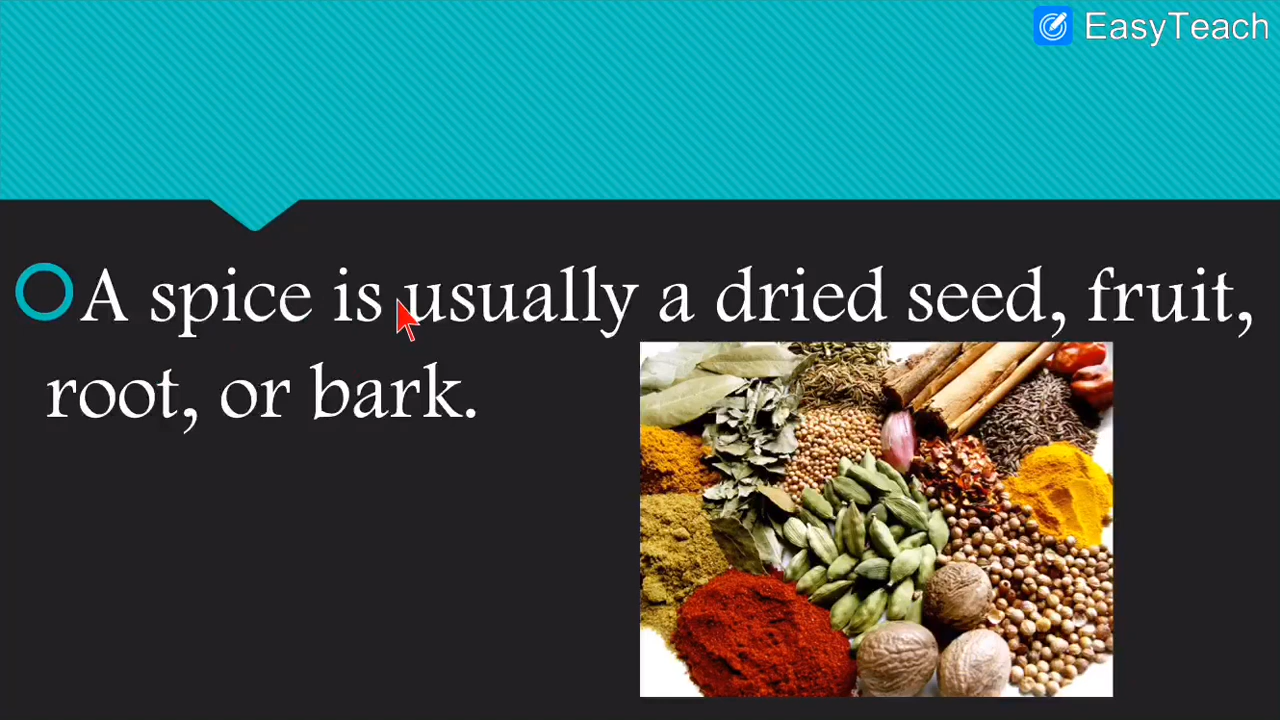 EasyTeach
A spice is usually a dried seed, fruit,
root, or bark.